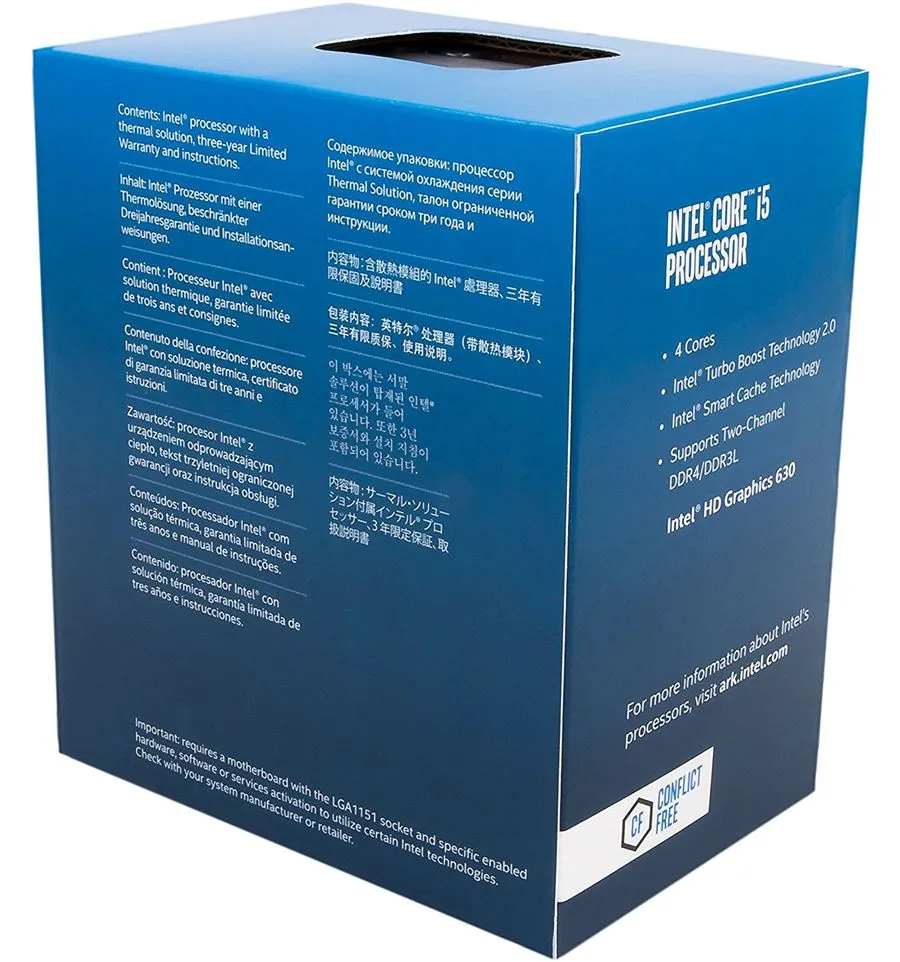 Contents: Intel® processor with a
thermal solution, three-year Limited
Warranty and instructions.
Inhalt: Intel® Prozessor mit einer
Thermolösung, beschränkter
Dreijahresgarantie und Installationsan-
weisungen.
Contient : Processeur Intel® avec
solution thermique, garantie limitée
de trois ans et consignes.
Contenuto della confezione: processore
Intel® con soluzione termica, certificato
di garanzia limitata di tre anni e
istruzioni.
Zawartość: procesor Intel® z
urządzeniem odprowadzającym
ciepło, tekst trzyletniej ograniczonej
gwarancji oraz instrukcja obsługi.
Conteúdos: Processador Intel® com
solução térmica, garantia limitada de
três anos e manual de instruções.
Contenido: procesador Intel® con
solución térmica, garantía limitada de
tres años e instrucciones.
Содержимое упаковки: процессор
Intel® с системой охлаждения серии
Thermal Solution, талон ограниченной
гарантии сроком три года и
инструкции.
内容物：含散熱模組的 Intel® 處理器、三年有
限保固及說明書
包装内容：英特尔® 处理器（带散热模块）、
三年有限质保、使用说明。
이 박스에는 서말
솔루션이 탑재된 인텔®
프로세서가 들어
있습니다. 또한 3년
보증서와 설치 지침이
포함되어 있습니다.
内容物：サーマル・ソリュー
ション付属インテル® プロ
セッサー、3 年限定保証、取
扱説明書
Important: requires a motherboard with the LGA1151 socket and specific enabled
hardware, software or services activation to utilize certain Intel technologies.
Check with your system manufacturer or retailer.
INTEL® CORE™ i5
PROCESSOR
• 4 Cores
• Intel® Turbo Boost Technology 2.0
• Intel® Smart Cache Technology
• Supports Two-Channel
DDR4/DDR3L
Intel® HD Graphics 630
For more information about Intel's
processors, visit ark.intel.com
CF
CONFLICT
FREE